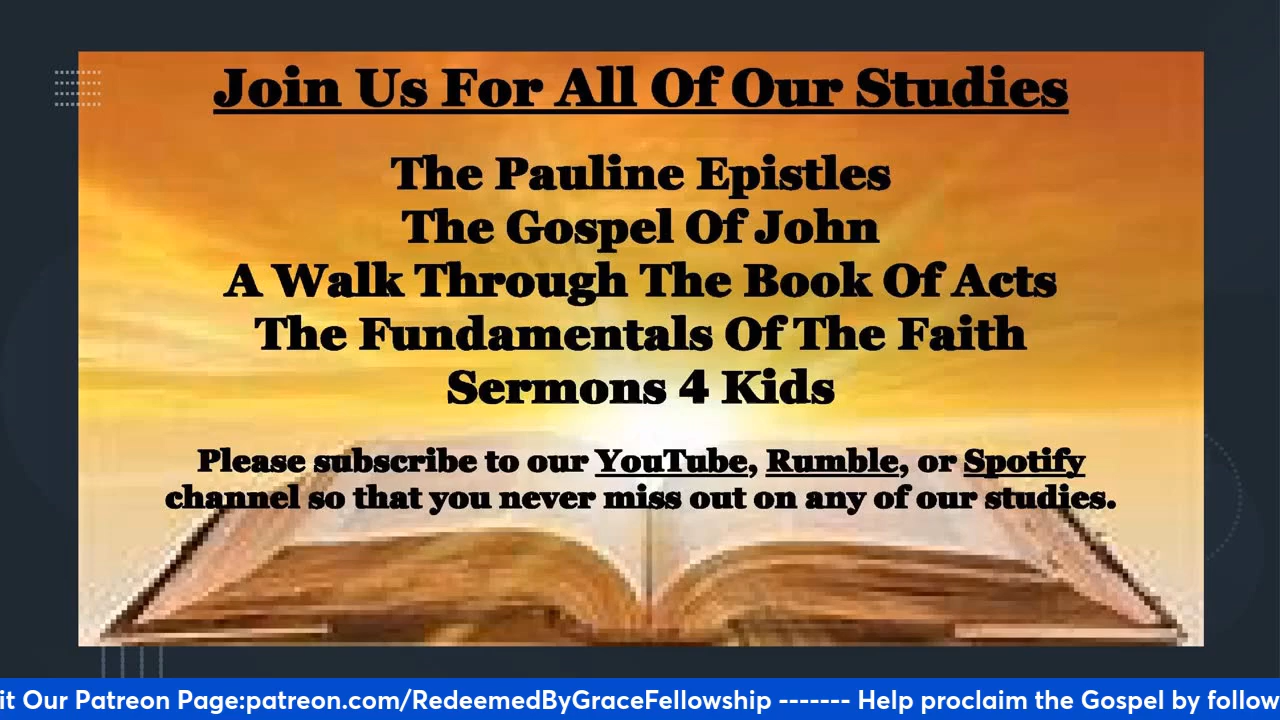 Join Us For All Of Our Studies
The Pauline Epistles
The Gospel Of John
A Walk Through The Book Of Acts
The Fundamentals Of The Faith
Sermons 4 Kids
Please subscribe to our YouTube, Rumble, or Spotify
channel so that you never miss out on any of our studies.
it Our Patreon Page:patreon.com/RedeemedByGraceFellowship ------- Help proclaim the Gospel by follow